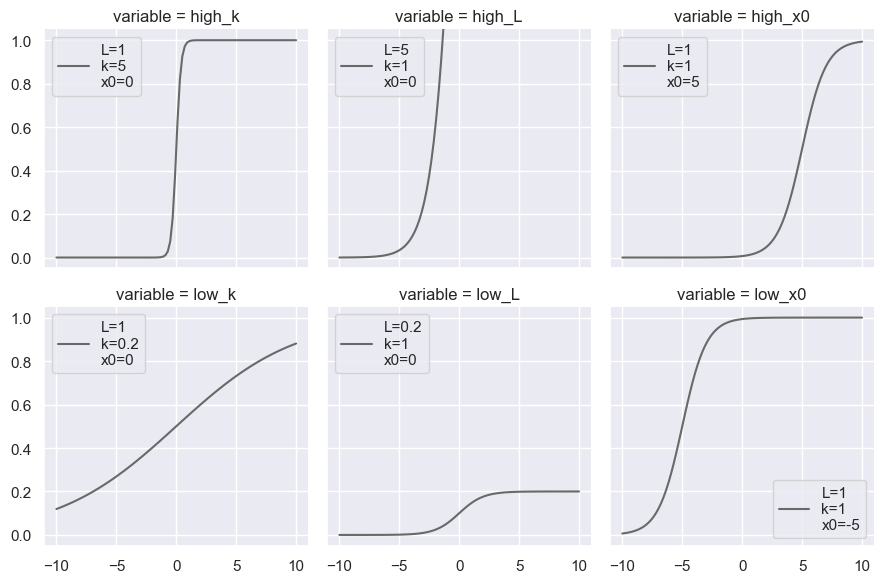 variable = high_k
variable = high_L
variable = high_x0
L=1
k=5
x0=0
L=5
k=1
x0=0
L=1
k=1
x0=5
1.0
0.8
0.6
0.4
0.2
0.0
variable = low_k
variable = low_L
variable = low_x0
L=1
k=0.2
x0=0
L=0.2
k=1
x0=0
L=1
k=1
x0=-5
1.0
0.8
0.6
0.4
0.2
0.0
−10 −5 0 5 10
−10 −5 0 5 10
−10 −5 0 5 10